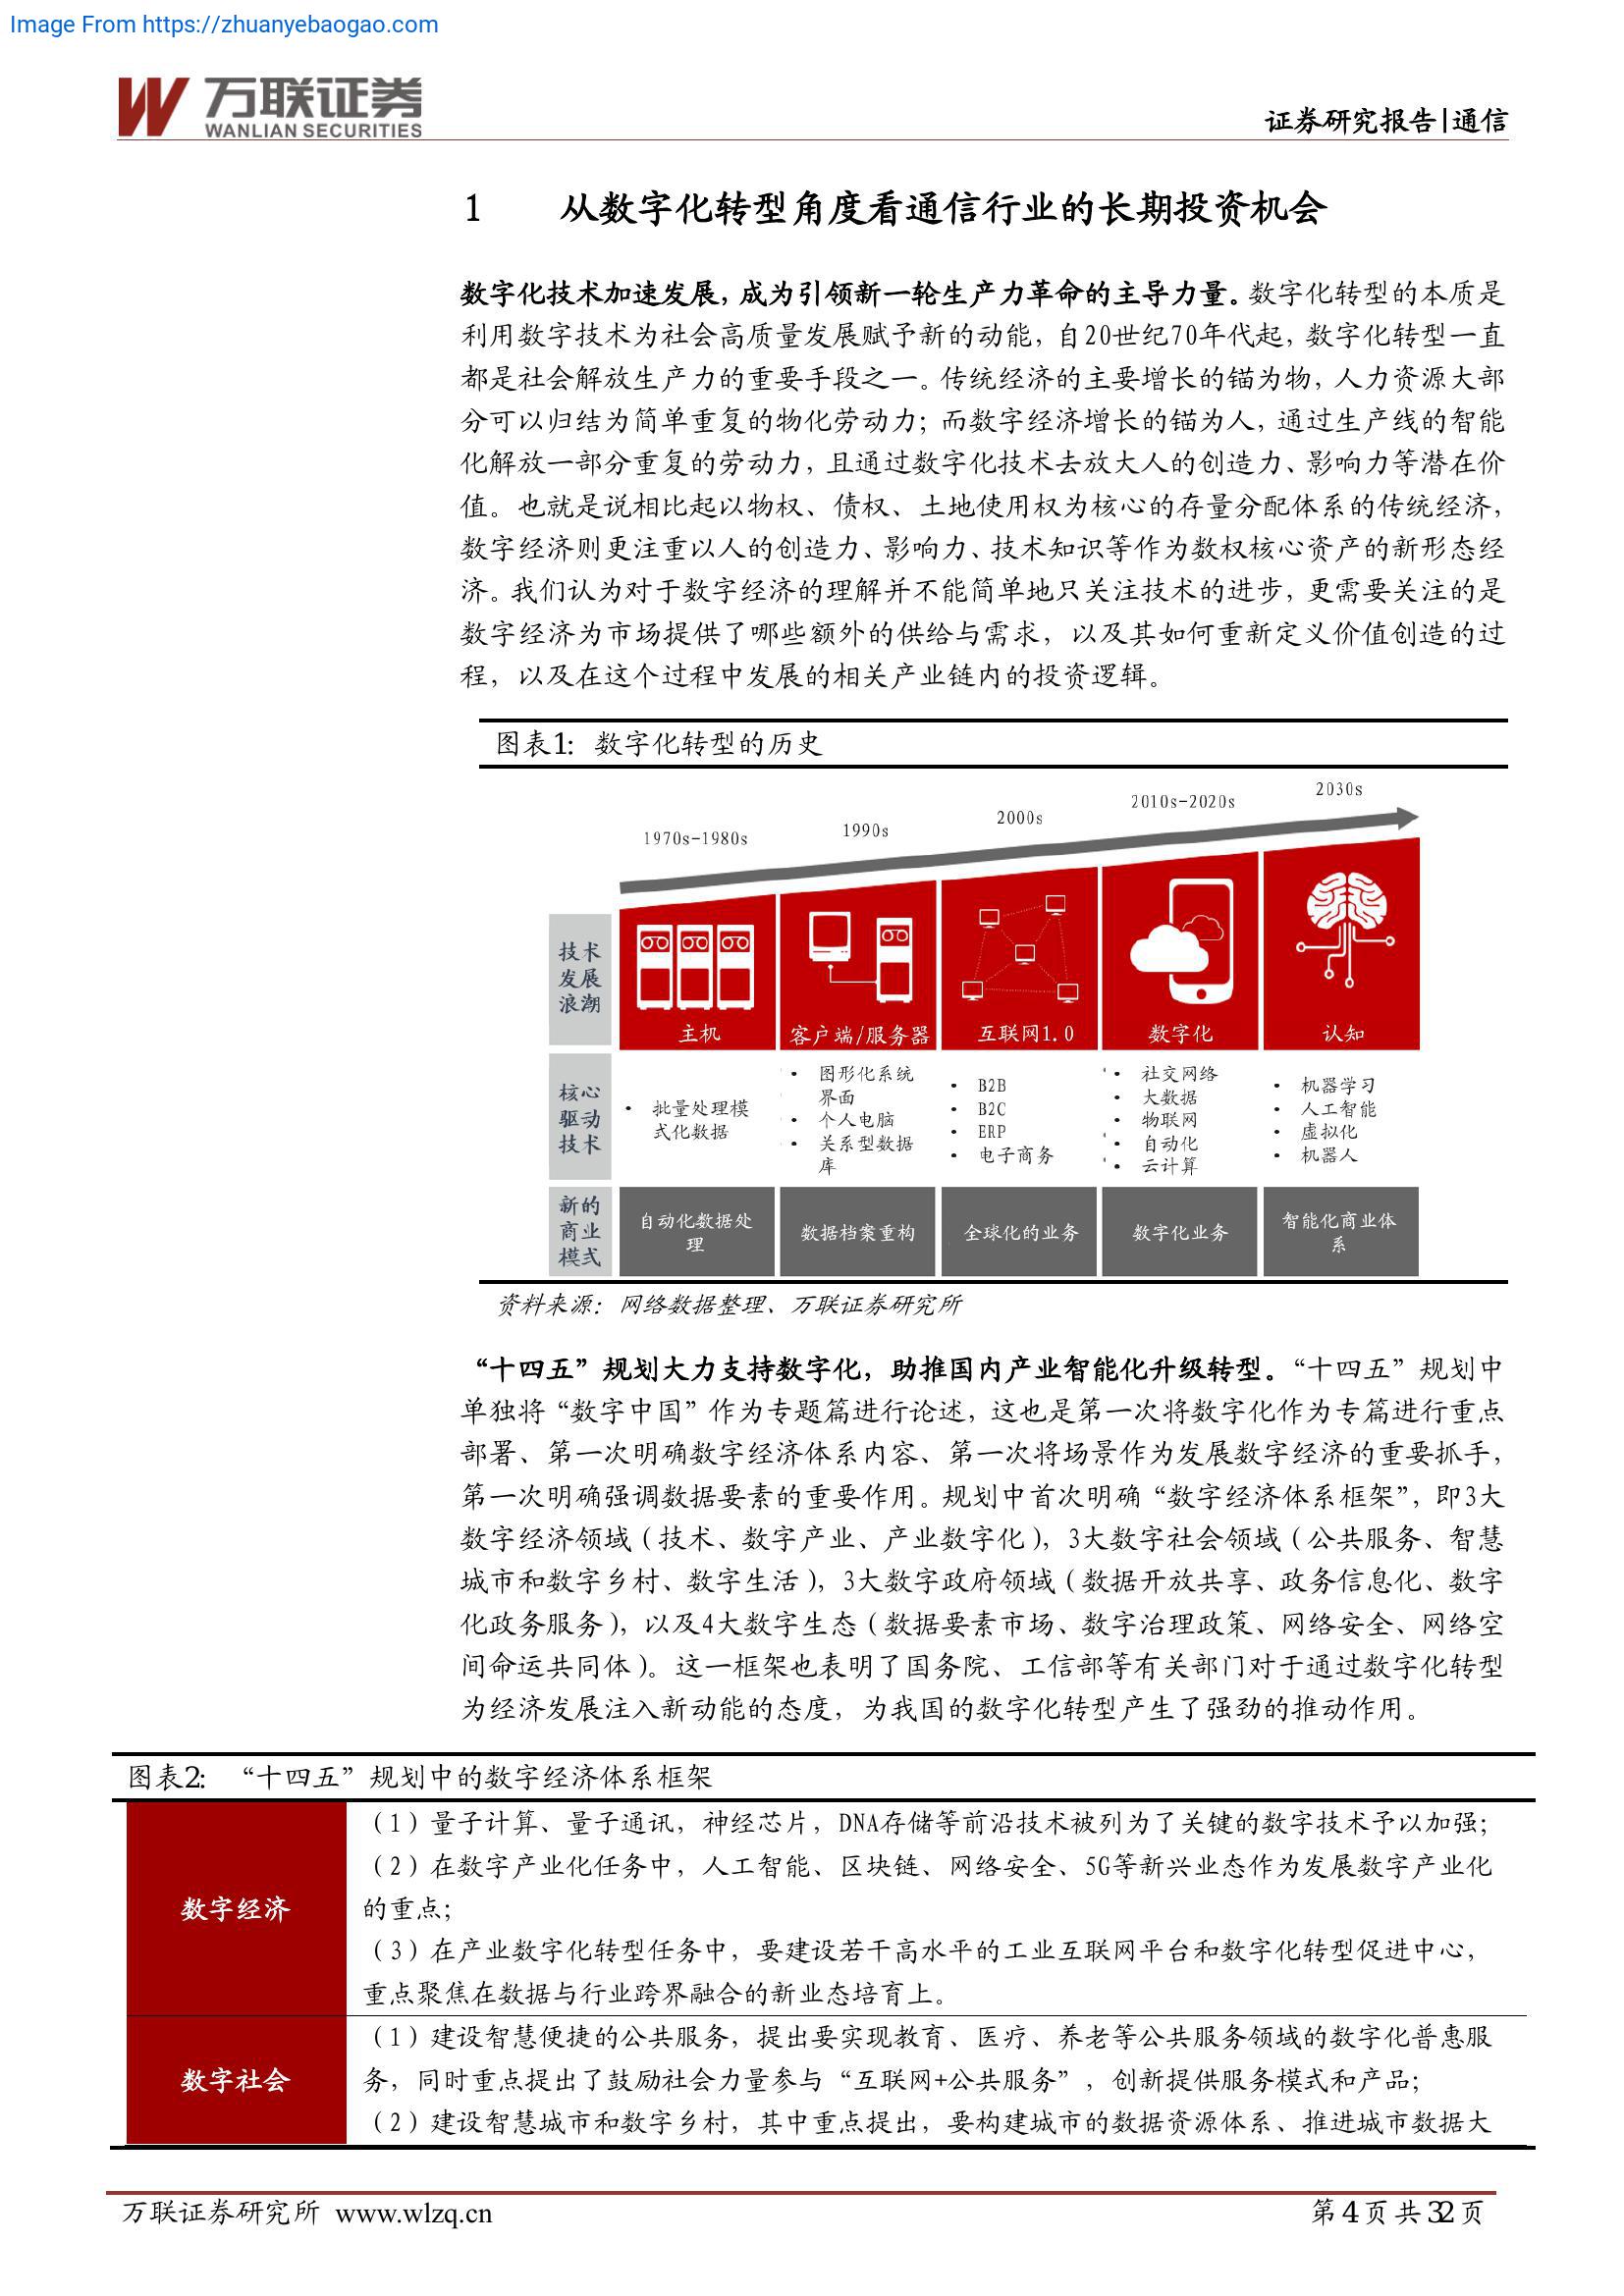 Image From https://zhuanyebaogao.com
万联证券
WANLIAN SECURITIES
证券研究报告|通信
1 从数字化转型角度看通信行业的长期投资机会
数字化技术加速发展，成为引领新一轮生产力革命的主导力量。数字化转型的本质是
利用数字技术为社会高质量发展赋予新的动能，自20世纪70年代起，数字化转型一直
都是社会解放生产力的重要手段之一。传统经济的主要增长的锚为物，人力资源大部
分可以归结为简单重复的物化劳动力；而数字经济增长的锚为人，通过生产线的智能
化解放一部分重复的劳动力，且通过数字化技术去放大人的创造力、影响力等潜在价
值。也就是说相比起以物权、债权、土地使用权为核心的存量分配体系的传统经济，
数字经济则更注重以人的创造力、影响力、技术知识等作为数权核心资产的新形态经
济。我们认为对于数字经济的理解并不能简单地只关注技术的进步，更需要关注的是
数字经济为市场提供了哪些额外的供给与需求，以及其如何重新定义价值创造的过
程，以及在这个过程中发展的相关产业链内的投资逻辑。
图表1： 数字化转型的历史
1970s-1980s
1990s
2000s
2010s-2020s
2030s
技术
发展
浪潮
主机
客户端/服务器
互联网1.0
数字化
认知
核心
驱动
技术
• 批量处理模
式化数据
• 图形化系统
界面
• 个人电脑
• 关系型数据
库
• B2B
• B2C
• ERP
• 电子商务
• 社交网络
• 大数据
• 物联网
• 自动化
• 云计算
• 机器学习
• 人工智能
• 虚拟化
• 机器人
新的
商业
模式
自动化数据处
理
数据档案重构
全球化的业务
数字化业务
智能化商业体
系
资料来源：网络数据整理、万联证券研究所
“十四五”规划大力支持数字化，助推国内产业智能化升级转型。“十四五”规划中
单独将“数字中国”作为专题篇进行论述，这也是第一次将数字化作为专篇进行重点
部署、第一次明确数字经济体系内容、第一次将场景作为发展数字经济的重要抓手，
第一次明确强调数据要素的重要作用。规划中首次明确“数字经济体系框架”，即3大
数字经济领域（技术、数字产业、产业数字化），3大数字社会领域（公共服务、智慧
城市和数字乡村、数字生活），3大数字政府领域（数据开放共享、政务信息化、数字
化政务服务），以及4大数字生态（数据要素市场、数字治理政策、网络安全、网络空
间命运共同体）。这一框架也表明了国务院、工信部等有关部门对于通过数字化转型
为经济发展注入新动能的态度，为我国的数字化转型产生了强劲的推动作用。
图表2： “十四五”规划中的数字经济体系框架
数字经济
（1）量子计算、量子通讯，神经芯片，DNA存储等前沿技术被列为了关键的数字技术予以加强；
（2）在数字产业化任务中，人工智能、区块链、网络安全、5G等新兴业态作为发展数字产业化
的重点；
（3）在产业数字化转型任务中，要建设若干高水平的工业互联网平台和数字化转型促进中心，
重点聚焦在数据与行业跨界融合的新业态培育上。
数字社会
（1）建设智慧便捷的公共服务，提出要实现教育、医疗、养老等公共服务领域的数字化普惠服
务，同时重点提出了鼓励社会力量参与“互联网+公共服务”，创新提供服务模式和产品；
（2）建设智慧城市和数字乡村，其中重点提出，要构建城市的数据资源体系、推进城市数据大
万联证券研究所 www.wlzq.cn
第 4 页 共 32 页